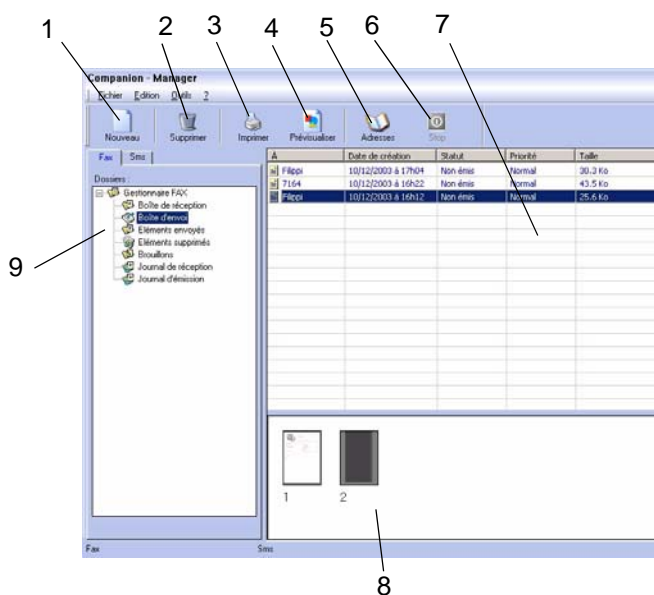 1 2 3 4 5 6 7
Companion - Manager
Fichier Edition Outils ?
Nouveau Supprimer Imprimer Prévisualiser Adresses Stop
Fax Sms
Dossiers :
Gestionnaire FAX
Boîte de réception
Boîte d'envoi
Eléments envoyés
Eléments supprimés
Brouillons
Journal de réception
Journal d'émission
9
A Date de création Statut Priorité Taille
Filippi 10/12/2003 à 17h04 Non émis Normal 30.3 Ko
7164 10/12/2003 à 16h22 Non émis Normal 43.5 Ko
Filippi 10/12/2003 à 16h12 Non émis Normal 25.6 Ko
1 2
Fax Sms
8